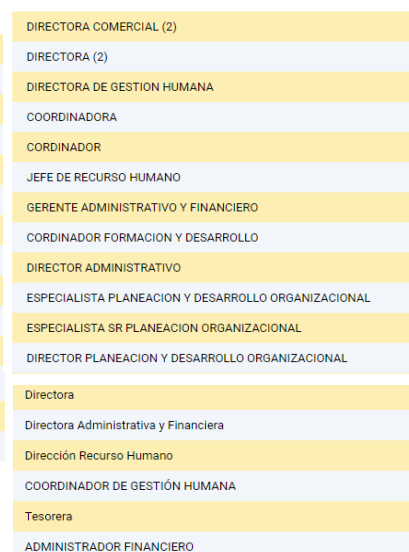 DIRECTORA COMERCIAL (2)
DIRECTORA (2)
DIRECTORA DE GESTION HUMANA
COORDINADORA
CORDINADOR
JEFE DE RECURSO HUMANO
GERENTE ADMINISTRATIVO Y FINANCIERO
CORDINADOR FORMACION Y DESARROLLO
DIRECTOR ADMINISTRATIVO
ESPECIALISTA PLANEACION Y DESARROLLO ORGANIZACIONAL
ESPECIALISTA SR PLANEACION ORGANIZACIONAL
DIRECTOR PLANEACION Y DESARROLLO ORGANIZACIONAL
Directora
Directora Administrativa y Financiera
Dirección Recurso Humano
COORDINADOR DE GESTIÓN HUMANA
Tesorera
ADMINISTRADOR FINANCIERO